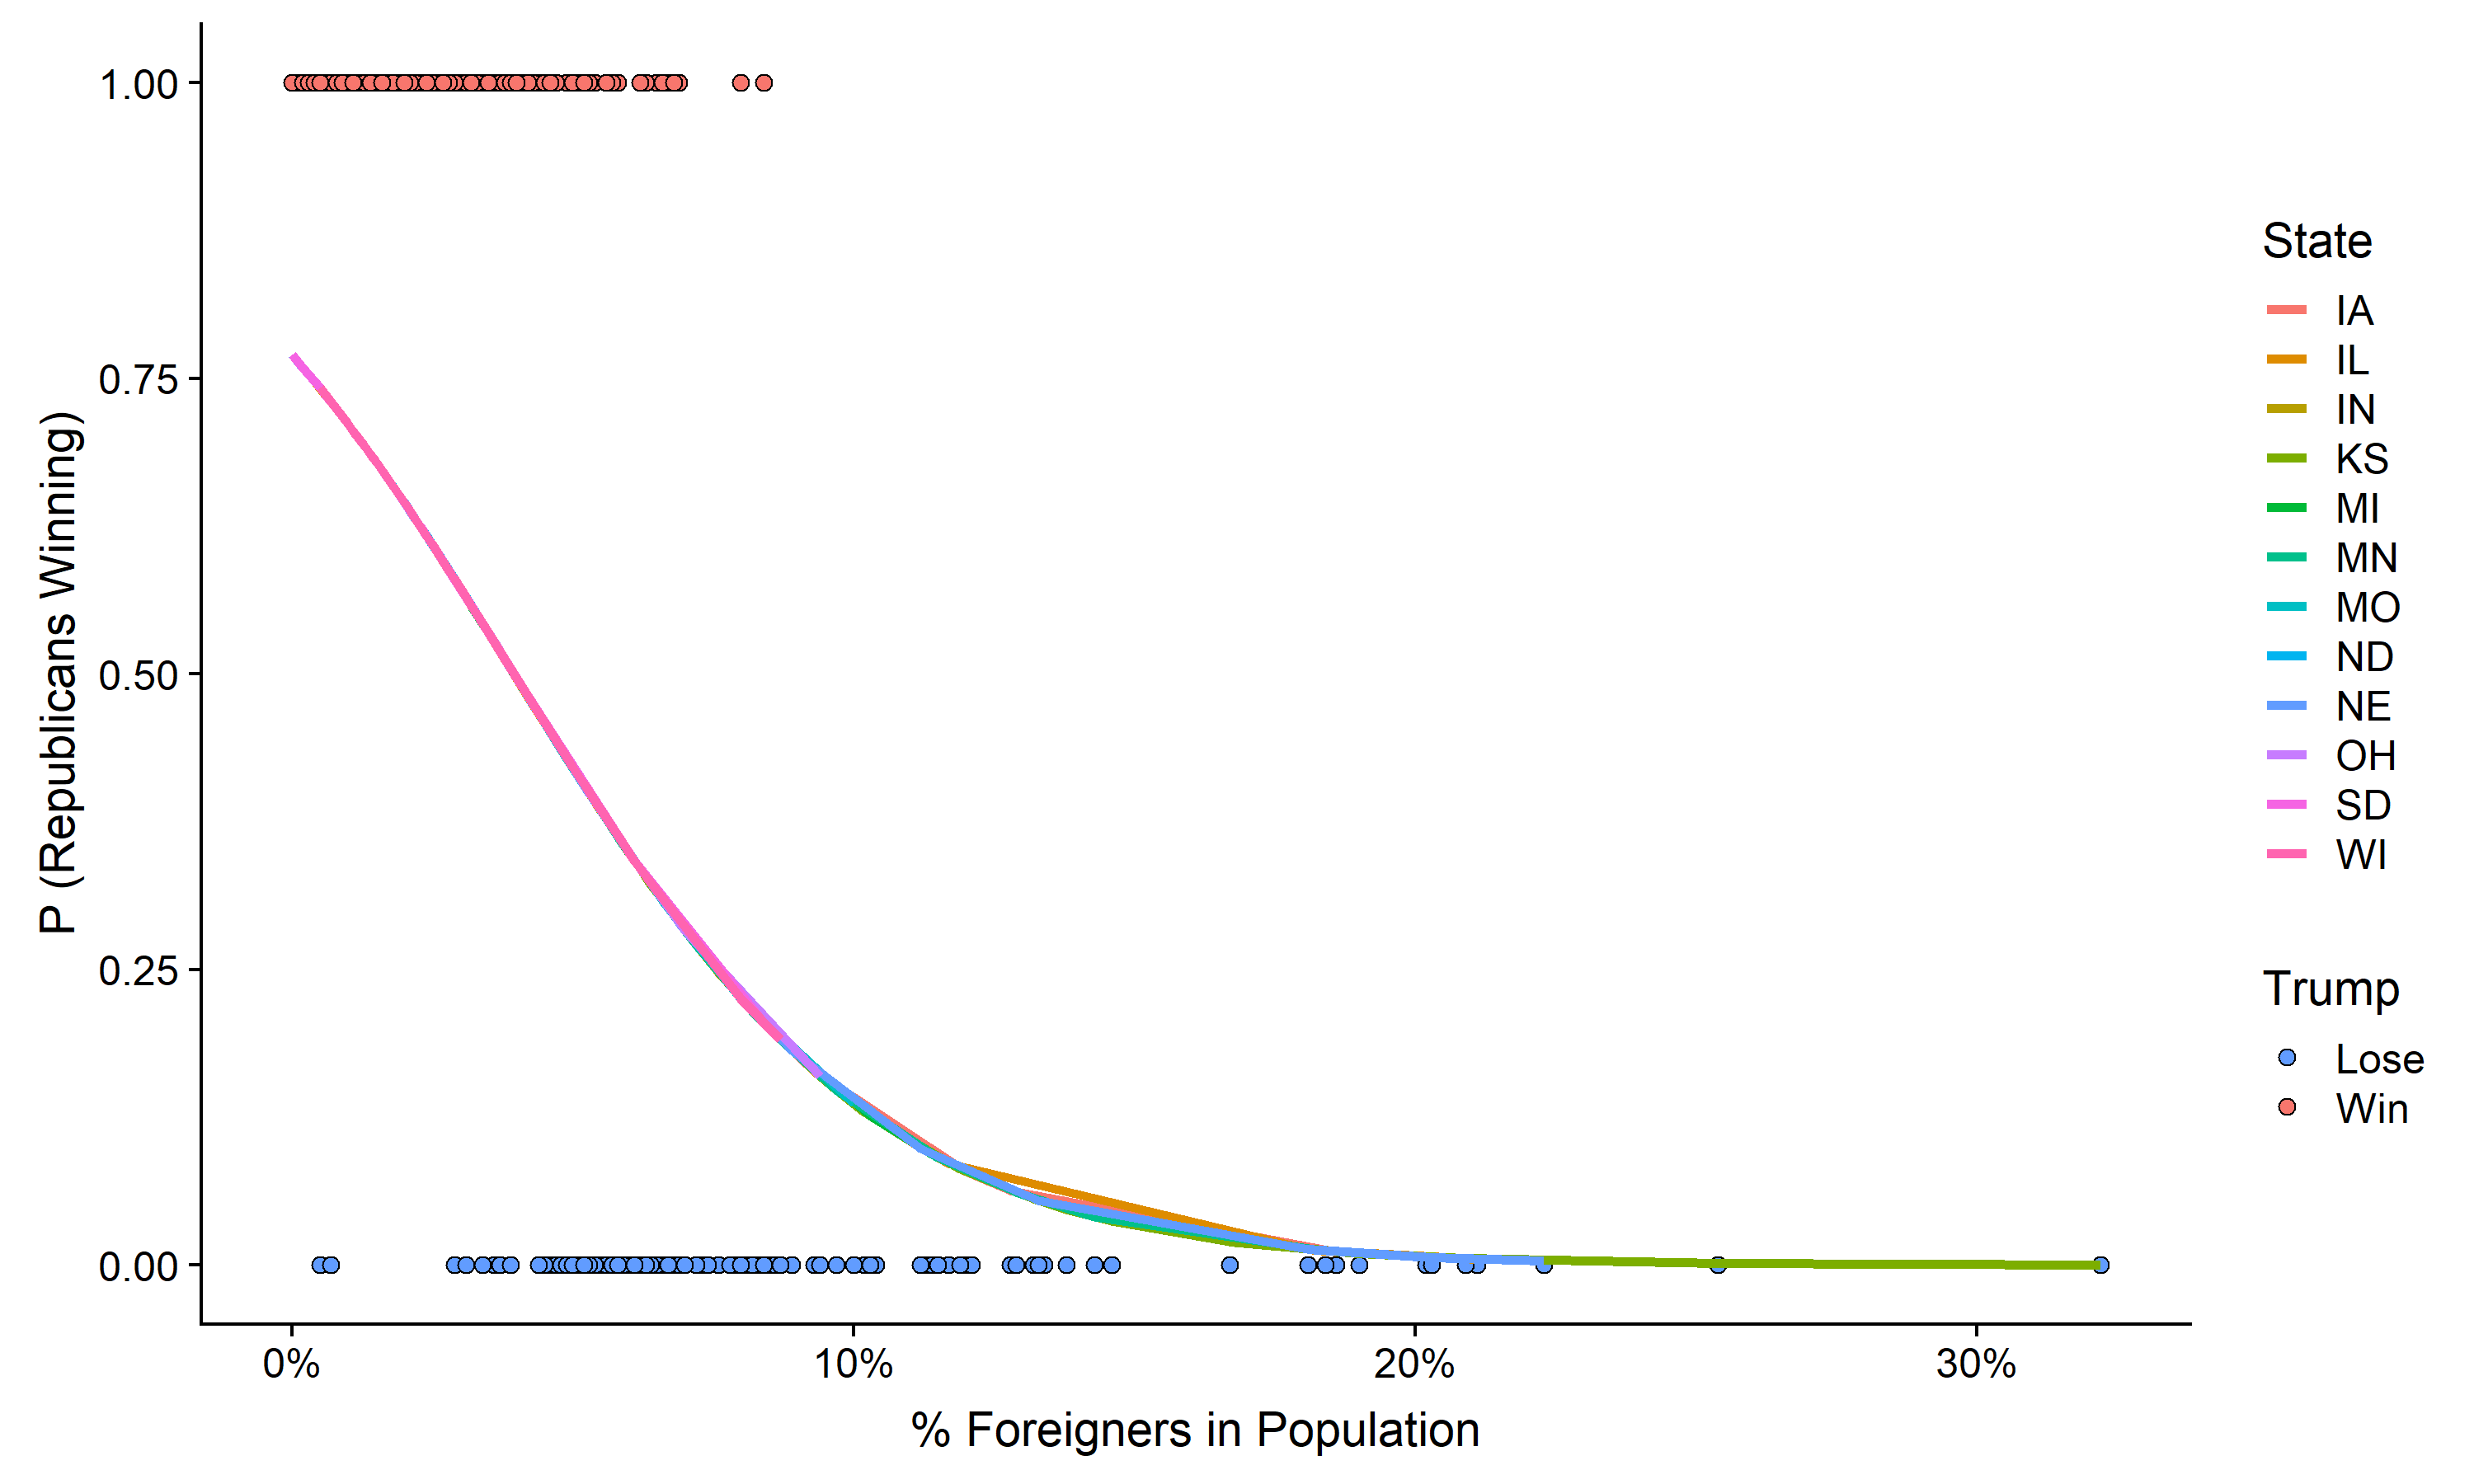 1.00
0.75
0.50
0.25
0.00
P (Republicans Winning)
0%
10%
20%
30%
% Foreigners in Population
State
IA
IL
IN
KS
MI
MN
MO
ND
NE
OH
SD
WI
Trump
Lose
Win